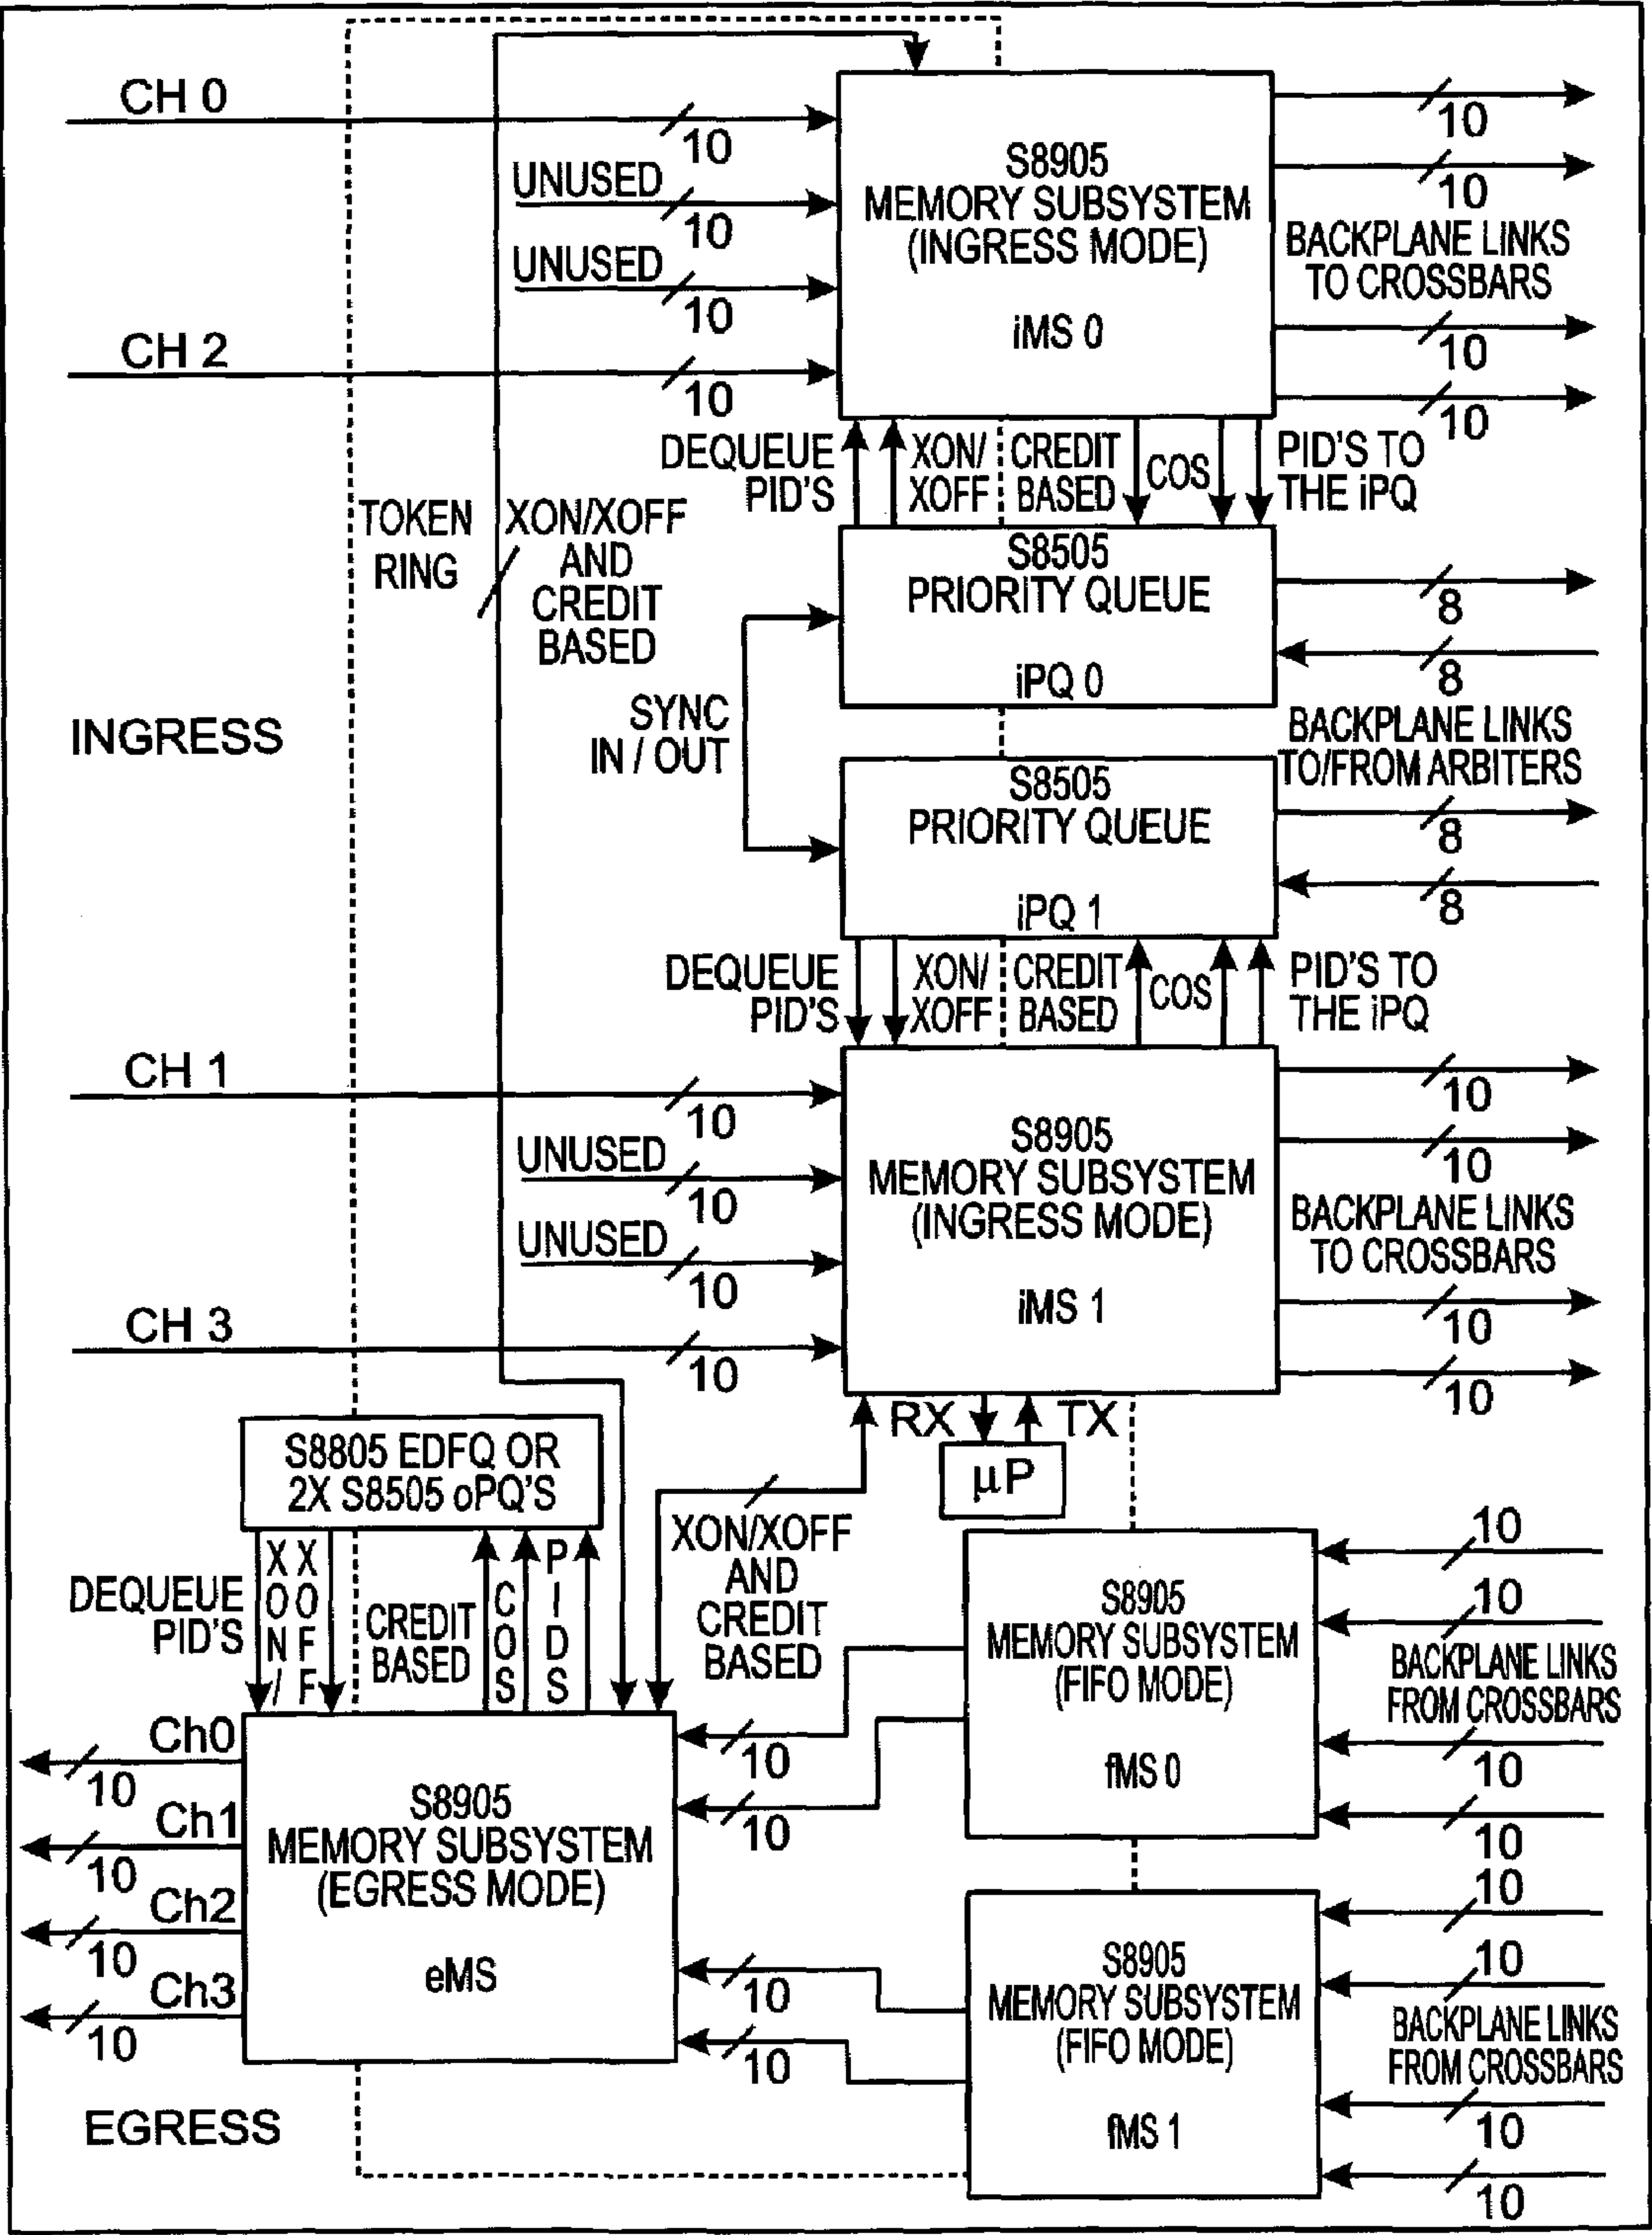 CH 0
10
UNUSED
10
UNUSED
10
CH 2
10
S8905
MEMORY SUBSYSTEM
(INGRESS MODE)
iMS 0
10
10
BACKPLANE LINKS
TO CROSSBARS
10
10
DEQUEUE
PID'S
XON/
XOFF
CREDIT
BASED
COS
PID'S TO
THE iPQ
TOKEN
RING
XON/XOFF
AND
CREDIT
BASED
S8505
PRIORITY QUEUE
iPQ 0
8
8
INGRESS
SYNC
IN / OUT
BACKPLANE LINKS
TO/FROM ARBITERS
S8505
PRIORITY QUEUE
iPQ 1
8
8
DEQUEUE
PID'S
XON/
XOFF
CREDIT
BASED
COS
PID'S TO
THE iPQ
CH 1
10
UNUSED
10
UNUSED
10
CH 3
10
S8905
MEMORY SUBSYSTEM
(INGRESS MODE)
iMS 1
10
10
BACKPLANE LINKS
TO CROSSBARS
10
10
RX
TX
µP
S8805 EDFQ OR
2X S8505 oPQ'S
DEQUEUE
PID'S
XON/
XOFF
CREDIT
BASED
COS
PIDS
XON/XOFF
AND
CREDIT
BASED
S8905
MEMORY SUBSYSTEM
(FIFO MODE)
fMS 0
10
10
BACKPLANE LINKS
FROM CROSSBARS
10
10
Ch0
10
Ch1
10
Ch2
10
Ch3
10
S8905
MEMORY SUBSYSTEM
(EGRESS MODE)
eMS
10
10
10
10
S8905
MEMORY SUBSYSTEM
(FIFO MODE)
fMS 1
10
10
BACKPLANE LINKS
FROM CROSSBARS
10
10
EGRESS